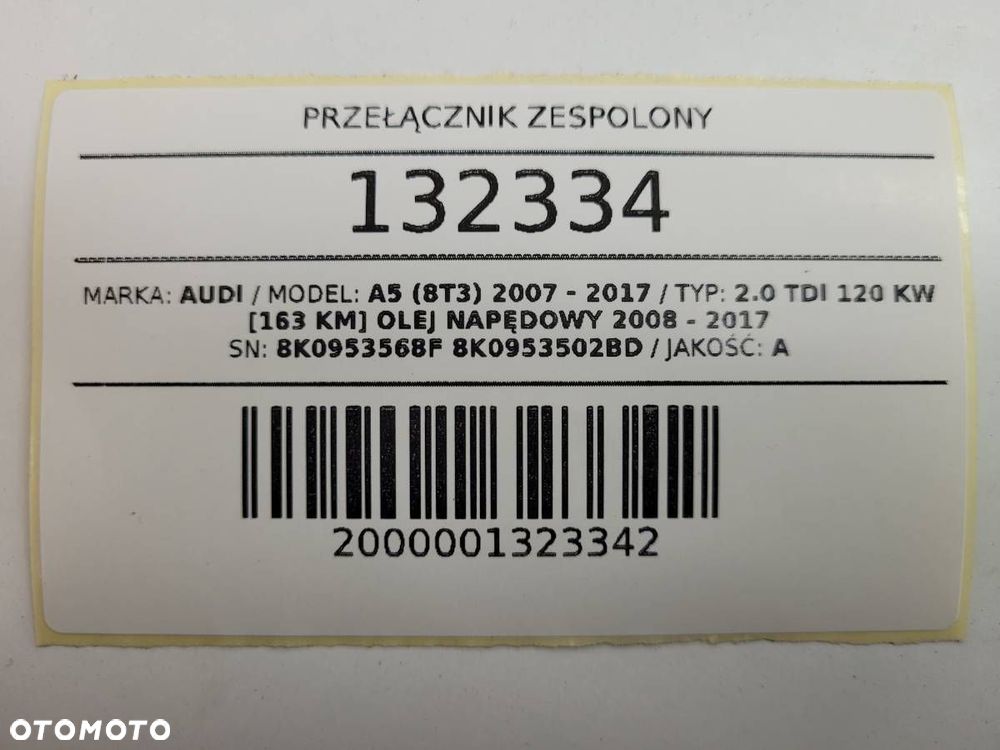 PRZEŁĄCZNIK ZESPOLONY
132334
MARKA: AUDI / MODEL: A5 (8T3) 2007 - 2017 / TYP: 2.0 TDI 120 KW
[163 KM] OLEJ NAPĘDOWY 2008 - 2017
SN: 8K0953568F 8K0953502BD / JAKOŚĆ: A
2000001323342
OTOMOTO